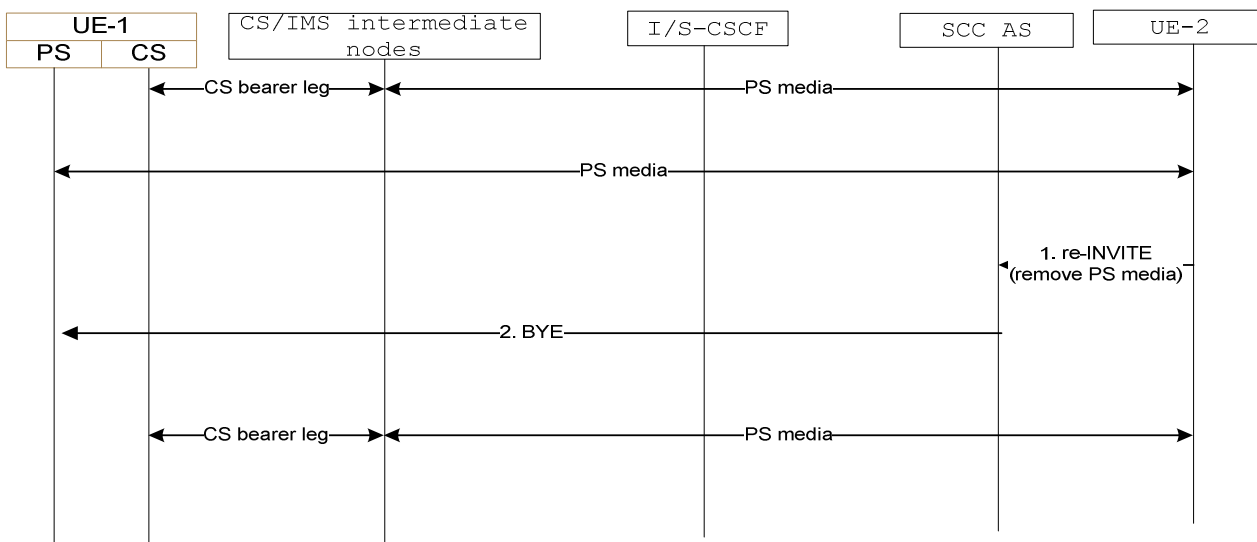 UE-1
PS
CS
CS/IMS intermediate
nodes
I/S-CSCF
SCC AS
UE-2
CS bearer leg
PS media
PS media
1. re-INVITE
(remove PS media)
2. BYE
CS bearer leg
PS media